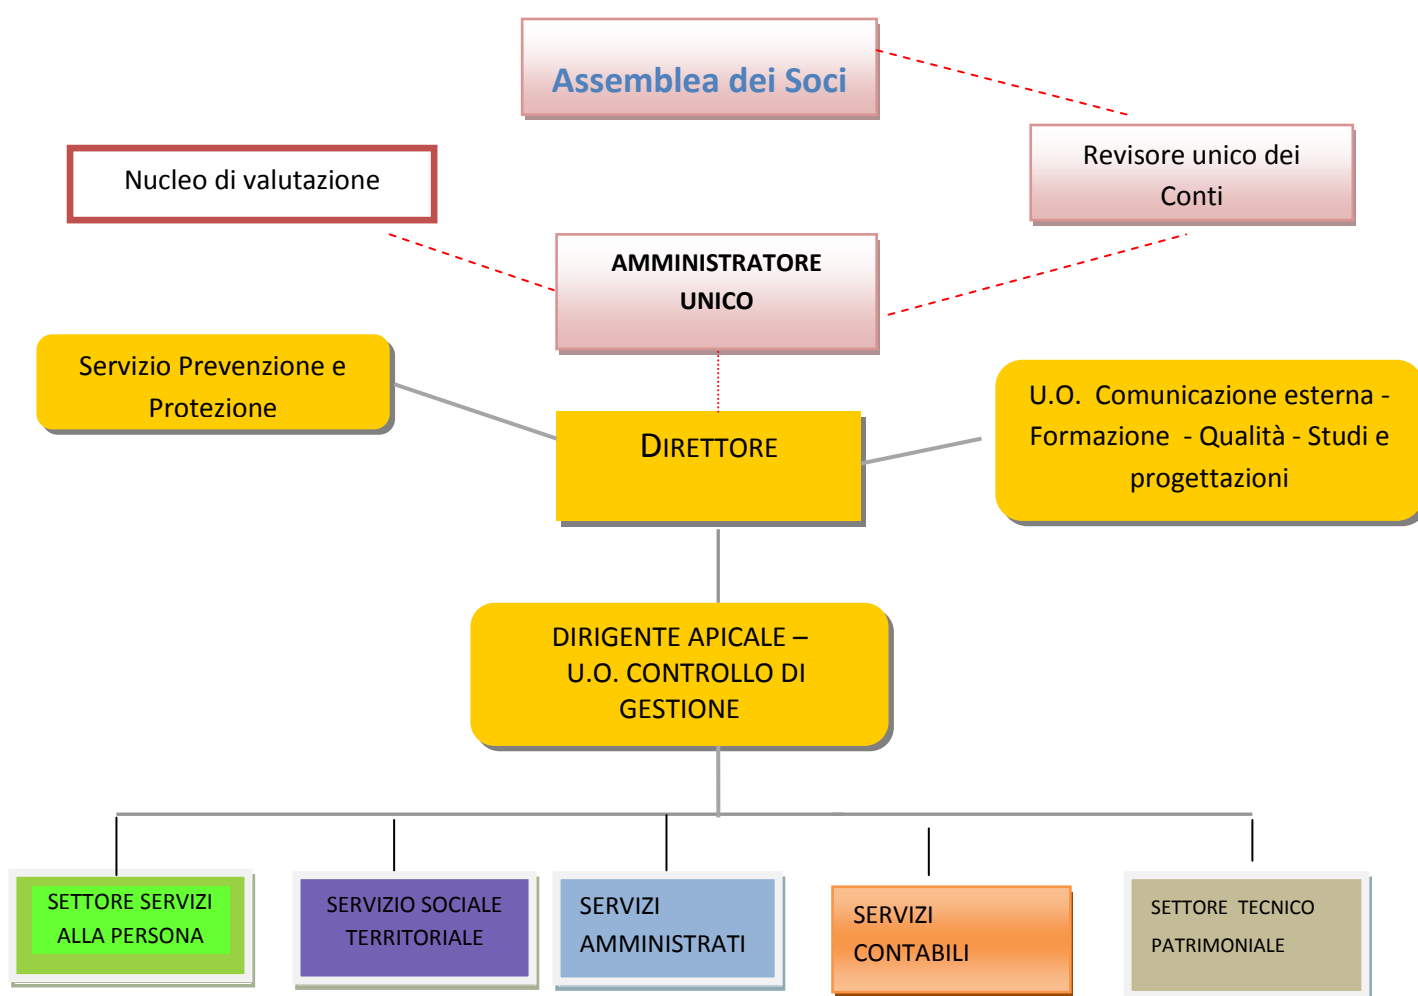 Assemblea dei Soci
Nucleo di valutazione
Revisore unico dei
Conti
AMMINISTRATORE
UNICO
Servizio Prevenzione e
Protezione
DIRETTORE
U.O.  Comunicazione esterna -
Formazione  - Qualità - Studi e
progettazioni
DIRIGENTE APICALE –
U.O. CONTROLLO DI
GESTIONE
SETTORE SERVIZI
ALLA PERSONA
SERVIZIO SOCIALE
TERRITORIALE
SERVIZI
AMMINISTRATI
SERVIZI
CONTABILI
SETTORE  TECNICO
PATRIMONIALE